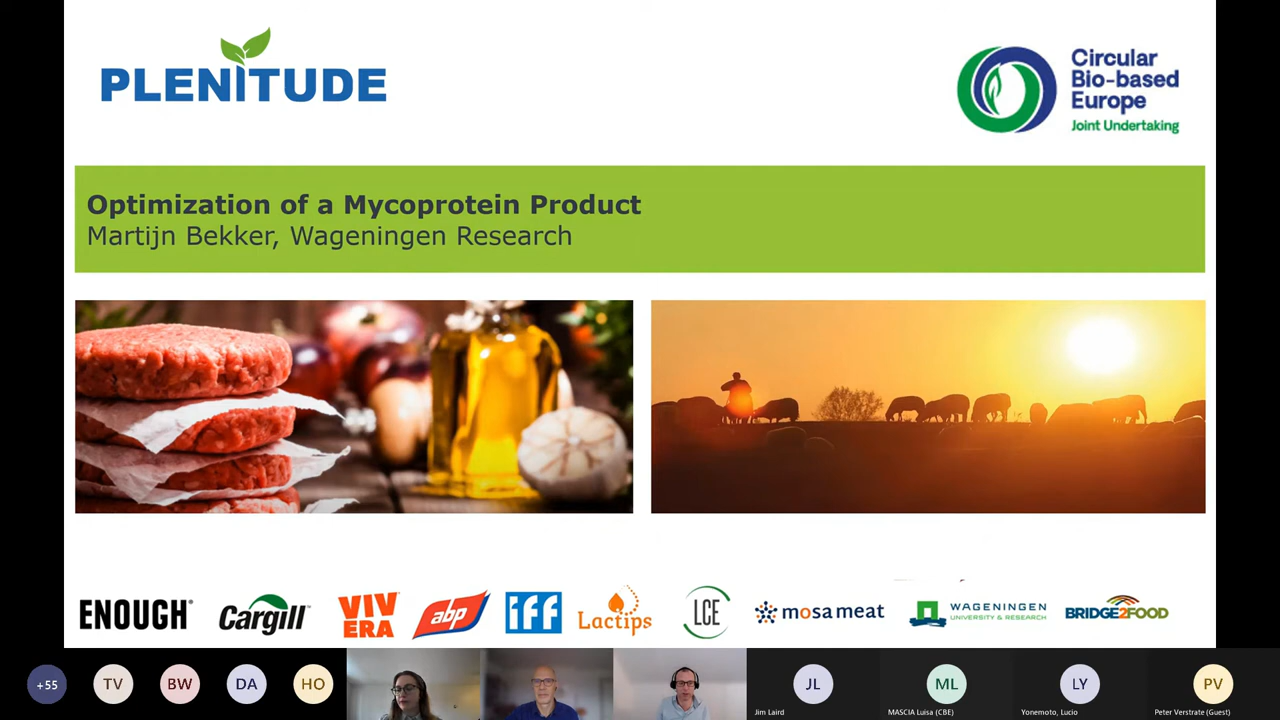 PLENITUDE
Circular
Bio-based
Europe
Joint Undertaking
Optimization of a Mycoprotein Product
Martijn Bekker, Wageningen Research
ENOUGH®
Cargill™
VIV
ERA
abp
iff
Lactips
LCE
mosa meat
WAGENINGEN
UNIVERSITY & RESEARCH
BRIDGE2FOOD
+55
TV
BW
DA
HO
JL
Jim Laird
ML
MASCIA Luisa (CBE)
LY
Yonemoto, Lucio
PV
Peter Verstrate (Guest)